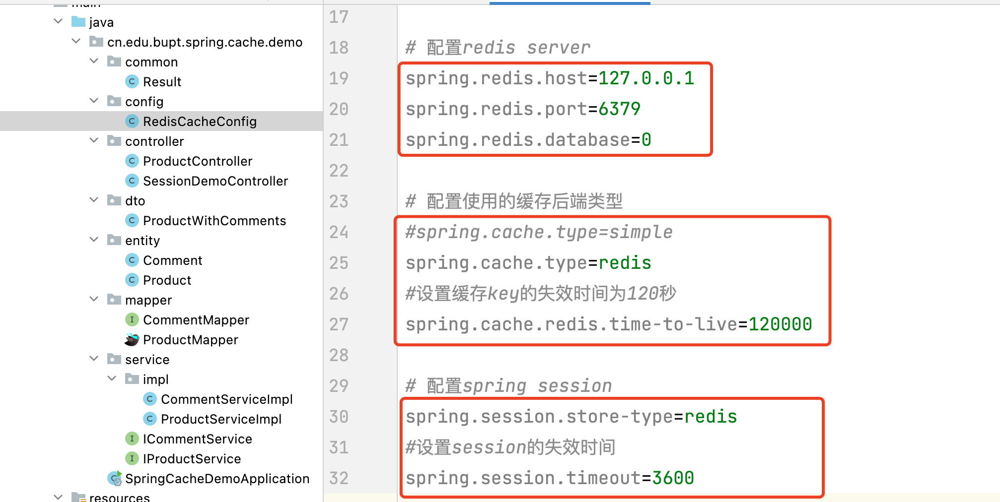 main
java
cn.edu.bupt.spring.cache.demo
common
Result
config
RedisCacheConfig
controller
ProductController
SessionDemoController
dto
ProductWithComments
entity
Comment
Product
mapper
CommentMapper
ProductMapper
service
impl
CommentServiceImpl
ProductServiceImpl
ICommentService
IProductService
SpringCacheDemoApplication
resources
17
18 # 配置redis server
19 spring.redis.host=127.0.0.1
20 spring.redis.port=6379
21 spring.redis.database=0
22
23 # 配置使用的缓存后端类型
24 #spring.cache.type=simple
25 spring.cache.type=redis
26 #设置缓存key的失效时间为120秒
27 spring.cache.redis.time-to-live=120000
28
29 # 配置spring session
30 spring.session.store-type=redis
31 #设置session的失效时间
32 spring.session.timeout=3600